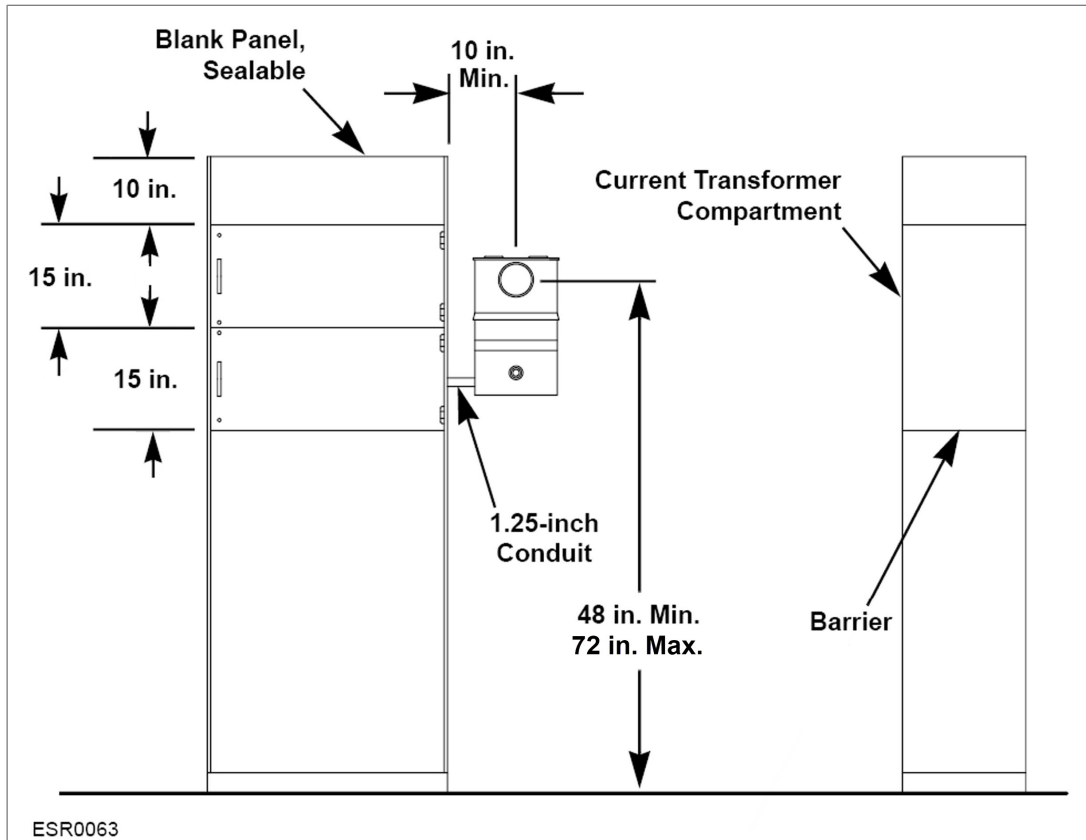 Blank Panel,
Sealable
10 in.
Min.
10 in.
15 in.
15 in.
Current Transformer
Compartment
1.25-inch
Conduit
48 in. Min.
72 in. Max.
Barrier
ESR0063